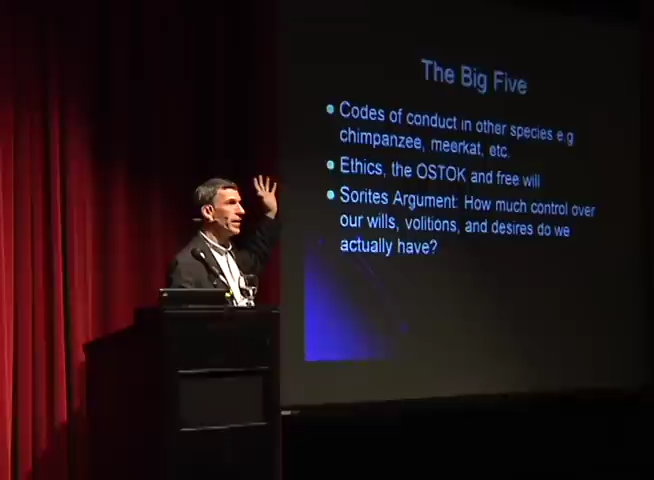 The Big Five
Codes of conduct in other species e.g
chimpanzee, meerkat, etc.
Ethics, the OSTOK and free will
Sorites Argument: How much control over
our wills, volitions, and desires do we
actually have?